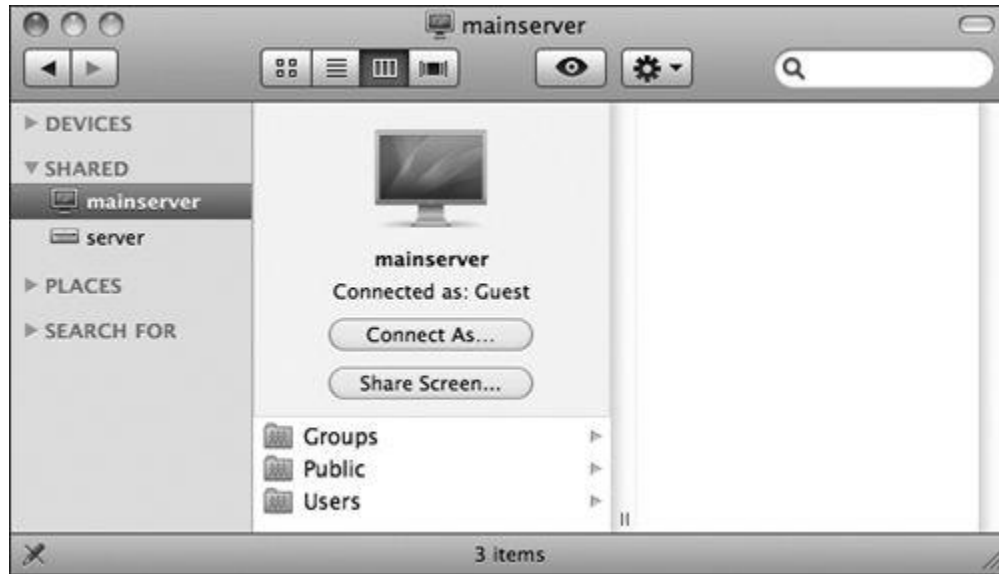 mainserver
DEVICES
SHARED
mainserver
server
PLACES
SEARCH FOR
mainserver
Connected as: Guest
Connect As...
Share Screen...
Groups
Public
Users
3 items